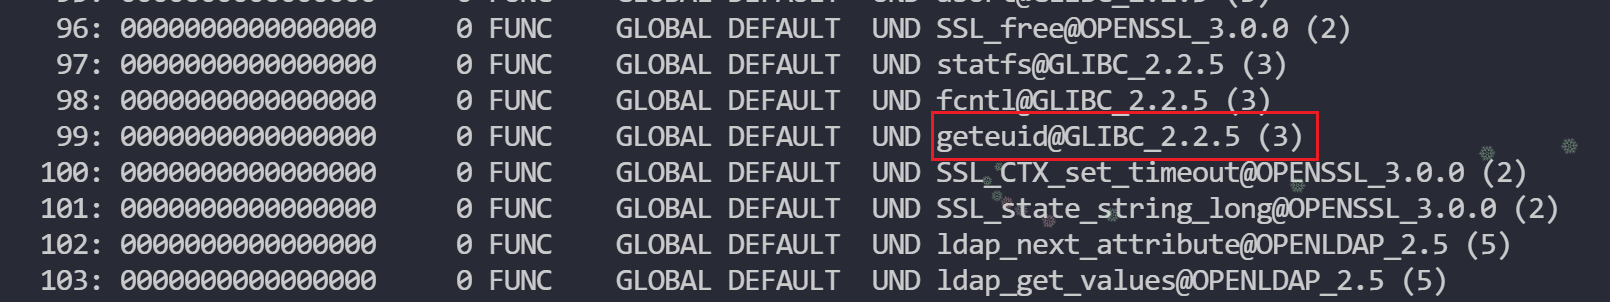 96: 0000000000000000 0 FUNC GLOBAL DEFAULT UND SSL_free@OPENSSL_3.0.0 (2)
97: 0000000000000000 0 FUNC GLOBAL DEFAULT UND statfs@GLIBC_2.2.5 (3)
98: 0000000000000000 0 FUNC GLOBAL DEFAULT UND fcntl@GLIBC_2.2.5 (3)
99: 0000000000000000 0 FUNC GLOBAL DEFAULT UND geteuid@GLIBC_2.2.5 (3)
100: 0000000000000000 0 FUNC GLOBAL DEFAULT UND SSL_CTX_set_timeout@OPENSSL_3.0.0 (2)
101: 0000000000000000 0 FUNC GLOBAL DEFAULT UND SSL_state_string_long@OPENSSL_3.0.0 (2)
102: 0000000000000000 0 FUNC GLOBAL DEFAULT UND ldap_next_attribute@OPENLDAP_2.5 (5)
103: 0000000000000000 0 FUNC GLOBAL DEFAULT UND ldap_get_values@OPENLDAP_2.5 (5)